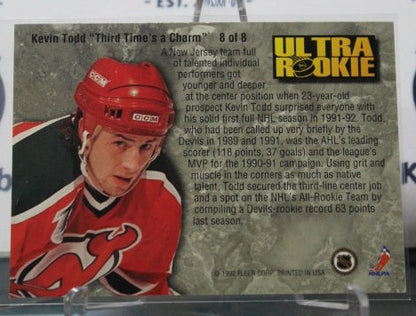 Kevin Todd "Third Time's a Charm" 8 of 8
ULTRA
ROOKIE
A New Jersey team full
of talented individual
performers got
younger and deeper
at the center position when 23-year-old
prospect Kevin Todd surprised everyone with
his solid first full NHL season in 1991-92. Todd,
who had been called up very briefly by the
Devils in 1989 and 1991, was the AHL's leading
scorer (118 points, 37 goals) and the league's
MVP for the 1990-91 campaign. Using grit and
muscle in the corners as much as native
talent, Todd secured the third-line center job
and a spot on the NHL's All-Rookie Team by
compiling a Devils-rookie record 63 points
last season.
CCM
CCM
© 1992 FLEER CORP. PRINTED IN USA
NHLPA